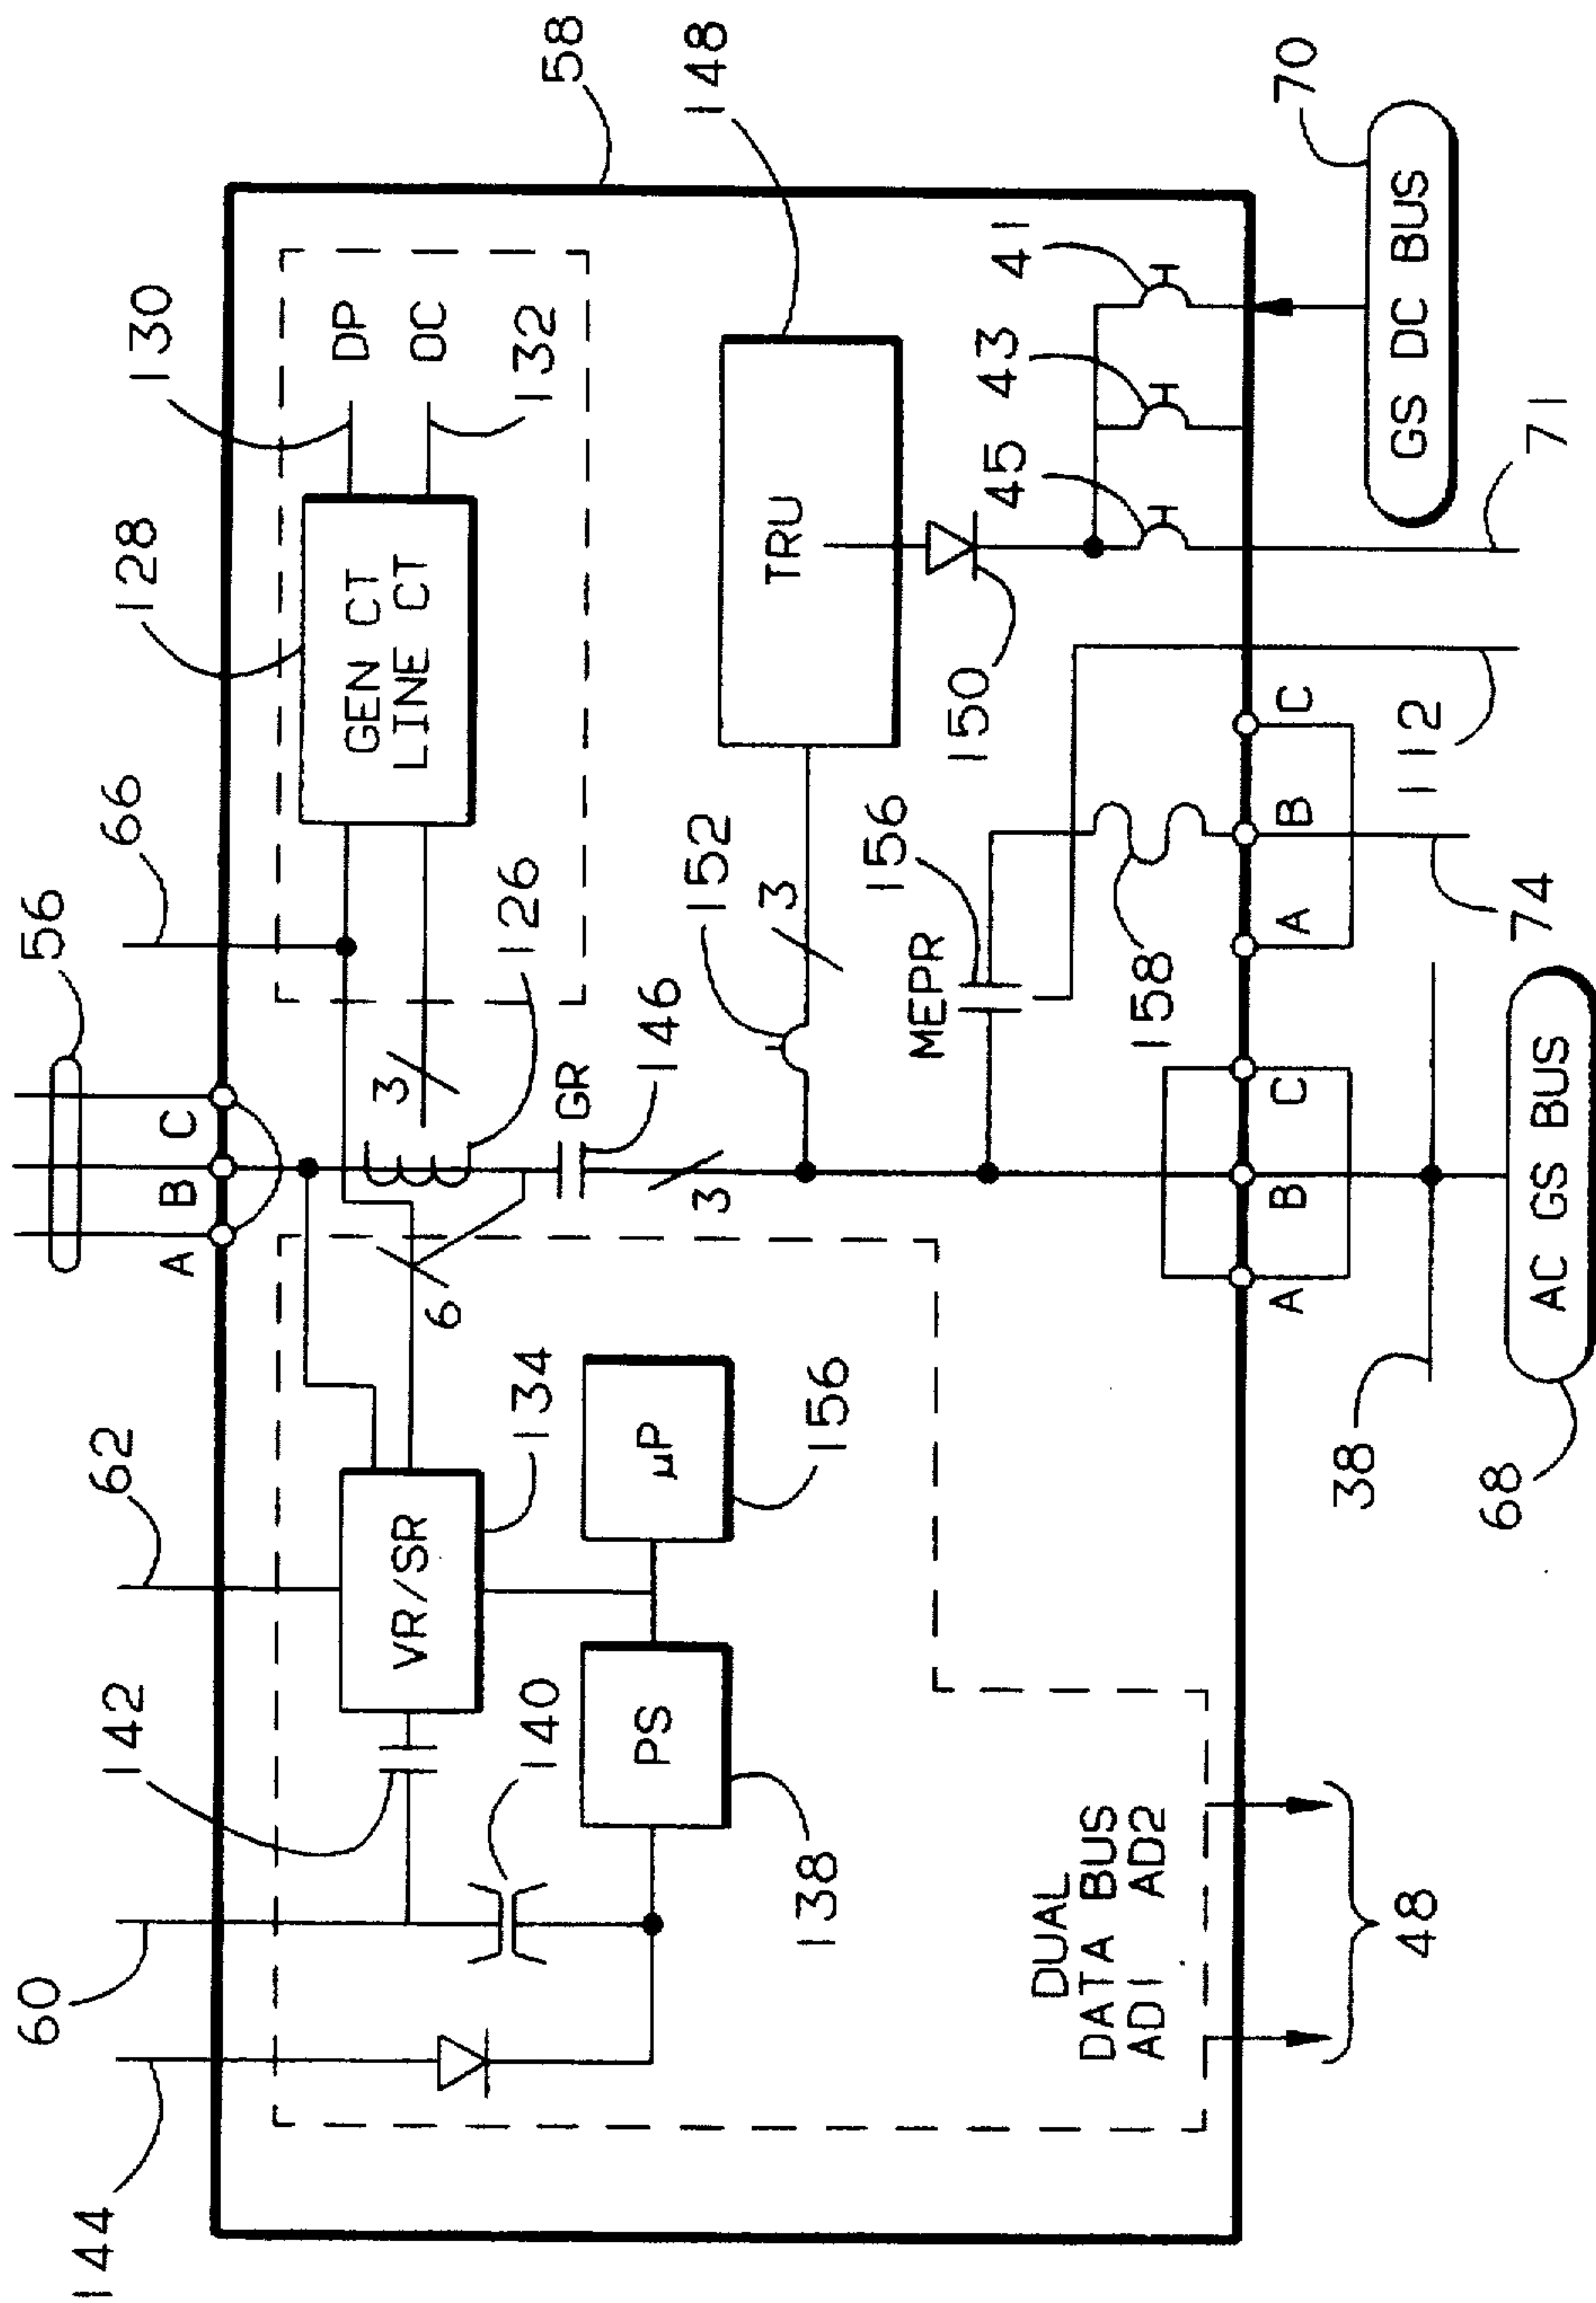 60
56
144
62
142
66
128
130
A B C
DP
GEN CT
LINE CT
OC
3
VR/SR
6
126
132
134
140
58
GR
146
PS
µP
148
3
152
3
TRU
138
156
156
MEPR
150
45
43
41
DUAL
DATA BUS
AD1 AD2
158
A B C
A B C
70
38
GS DC BUS
48
112
68
74
AC GS BUS
71